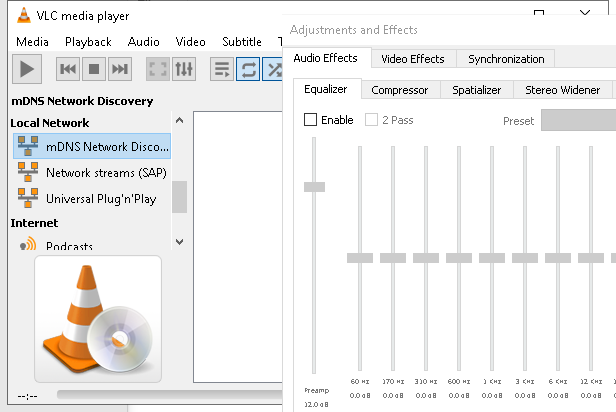 VLC media player
Media Playback Audio Video Subtitle T
mDNS Network Discovery
Local Network
mDNS Network Disco...
Network streams (SAP)
Universal Plug'n'Play
Internet
Podcasts
--:--
Adjustments and Effects
Audio Effects Video Effects Synchronization
Equalizer Compressor Spatializer Stereo Widener
Enable 2 Pass Preset
60 Hz 170 Hz 310 Hz 600 Hz 1 KHz 3 KHz 6 KHz 12 KHz
Preamp
0.0 dB 0.0 dB 0.0 dB 0.0 dB 0.0 dB 0.0 dB 0.0 dB 0.0 d
12.0 dB